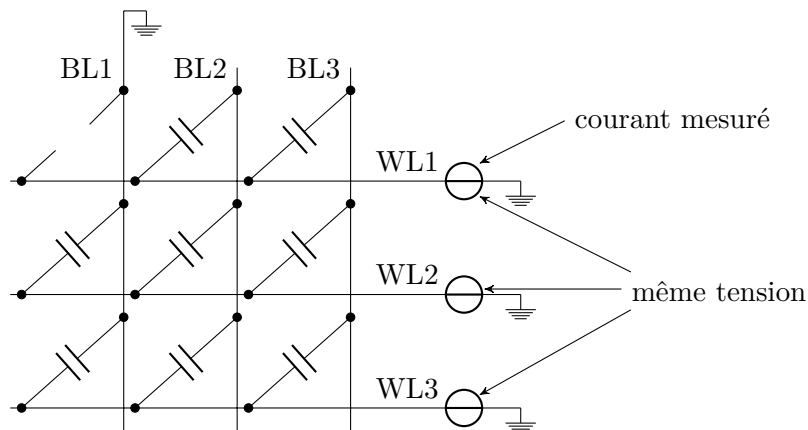 BL1 BL2 BL3
courant mesuré
WL1
WL2
même tension
WL3